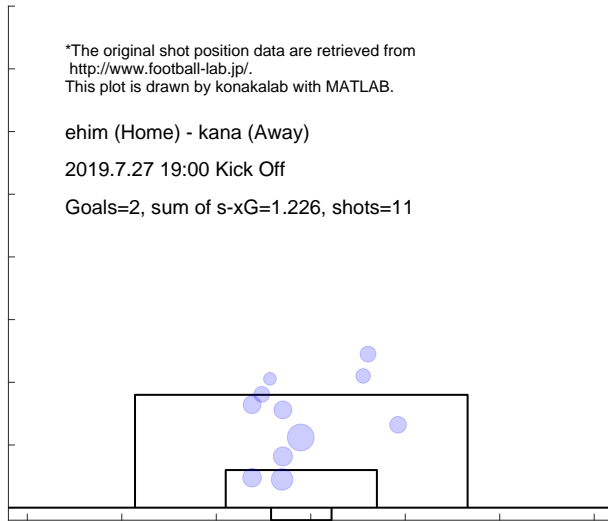 *The original shot position data are retrieved from
http://www.football-lab.jp/.
This plot is drawn by konakalab with MATLAB.
ehim (Home) - kana (Away)
2019.7.27 19:00 Kick Off
Goals=2, sum of s-xG=1.226, shots=11